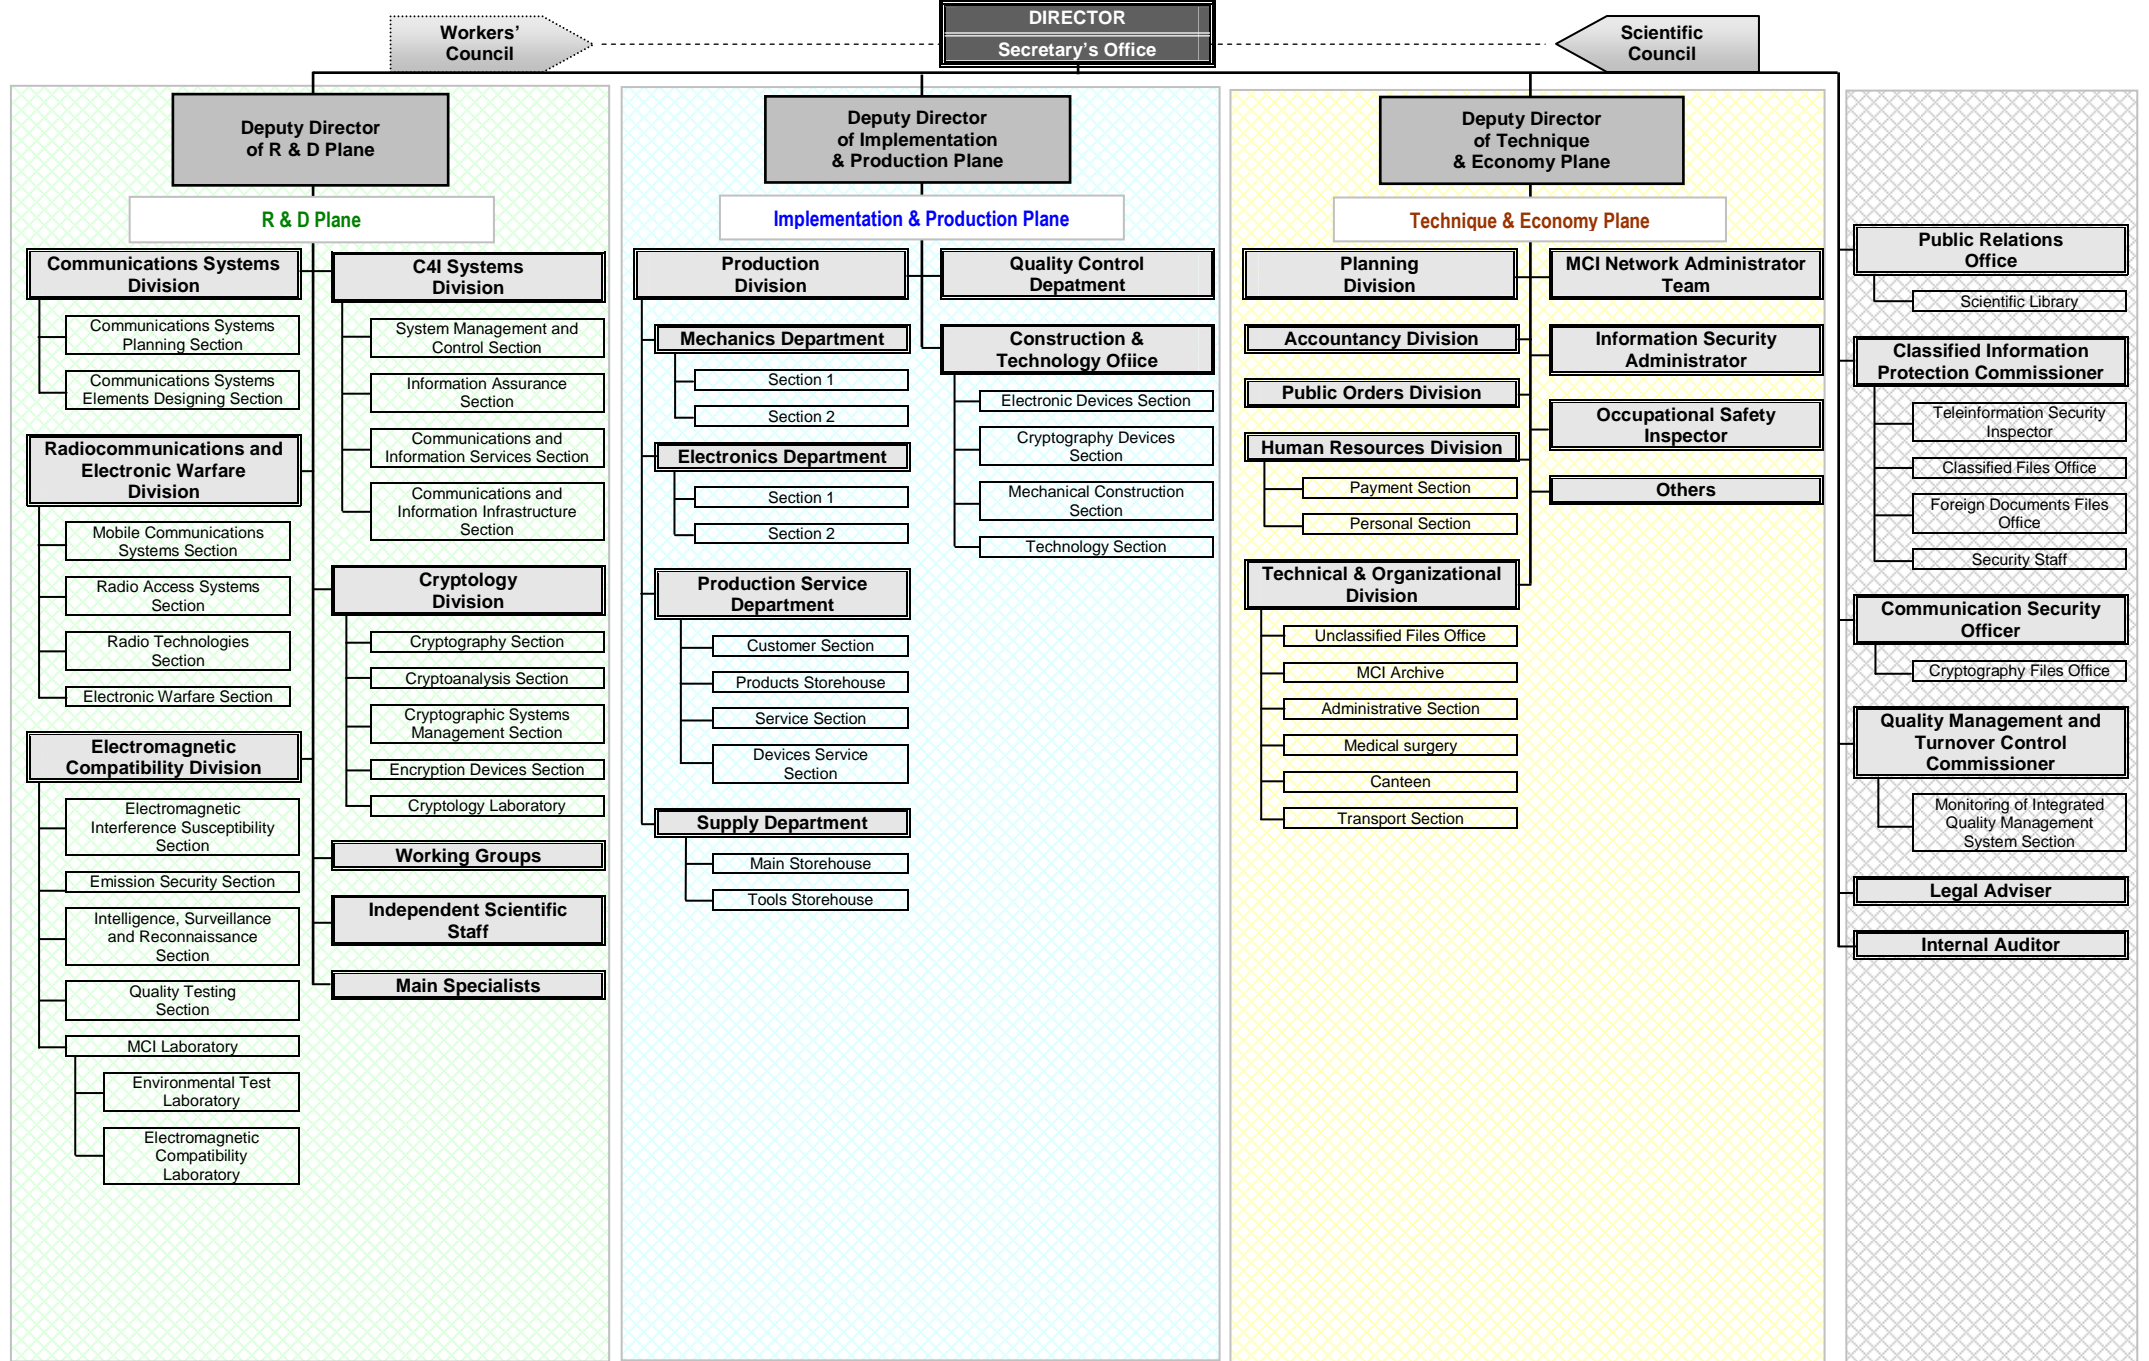 Workers'
Council
DIRECTOR
Secretary's Office
Scientific
Council
Deputy Director
of R & D Plane
R & D Plane
Communications Systems
Division
Communications Systems
Planning Section
Communications Systems
Elements Designing Section
Radiocommunications and
Electronic Warfare
Division
Mobile Communications
Systems Section
Radio Access Systems
Section
Radio Technologies
Section
Electronic Warfare Section
Electromagnetic
Compatibility Division
Electromagnetic
Interference Susceptibility
Section
Emission Security Section
Intelligence, Surveillance
and Reconnaissance
Section
Quality Testing
Section
MCI Laboratory
Environmental Test
Laboratory
Electromagnetic
Compatibility
Laboratory
C4I Systems
Division
System Management and
Control Section
Information Assurance
Section
Communications and
Information Services Section
Communications and
Information Infrastructure
Section
Cryptology
Division
Cryptography Section
Cryptoanalysis Section
Cryptographic Systems
Management Section
Encryption Devices Section
Cryptology Laboratory
Working Groups
Independent Scientific
Staff
Main Specialists
Deputy Director
of Implementation
& Production Plane
Implementation & Production Plane
Production
Division
Mechanics Department
Section 1
Section 2
Electronics Department
Section 1
Section 2
Production Service
Department
Customer Section
Products Storehouse
Service Section
Devices Service
Section
Supply Department
Main Storehouse
Tools Storehouse
Quality Control
Depatment
Construction &
Technology Ofiice
Electronic Devices Section
Cryptography Devices
Section
Mechanical Construction
Section
Technology Section
Deputy Director
of Technique
& Economy Plane
Technique & Economy Plane
Planning
Division
Accountancy Division
Public Orders Division
Human Resources Division
Payment Section
Personal Section
Technical & Organizational
Division
Unclassified Files Office
MCI Archive
Administrative Section
Medical surgery
Canteen
Transport Section
MCI Network Administrator
Team
Information Security
Administrator
Occupational Safety
Inspector
Others
Public Relations
Office
Scientific Library
Classified Information
Protection Commissioner
Teleinformation Security
Inspector
Classified Files Office
Foreign Documents Files
Office
Security Staff
Communication Security
Officer
Cryptography Files Office
Quality Management and
Turnover Control
Commissioner
Monitoring of Integrated
Quality Management
System Section
Legal Adviser
Internal Auditor